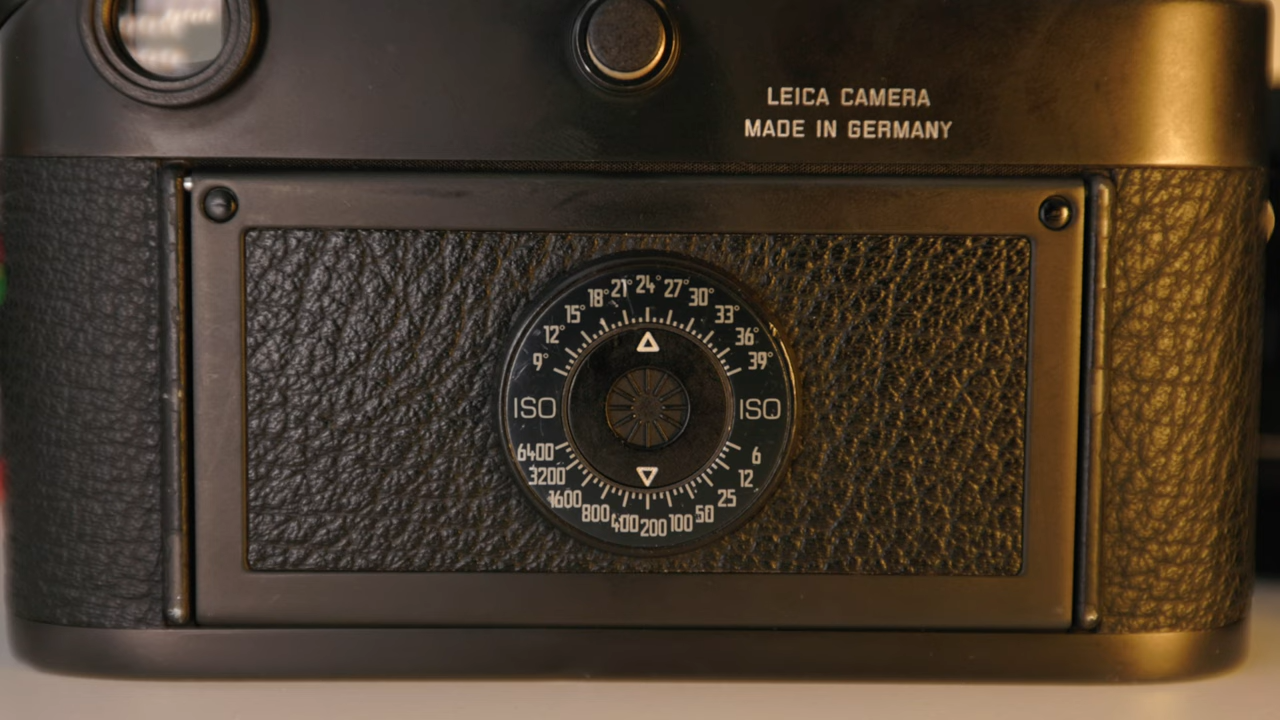 LEICA CAMERA
MADE IN GERMANY
9° 12° 15° 18° 21° 24° 27° 30° 33° 36° 39°
ISO ISO
6400 3200 1600 800 400 200 100 50 25 12 6